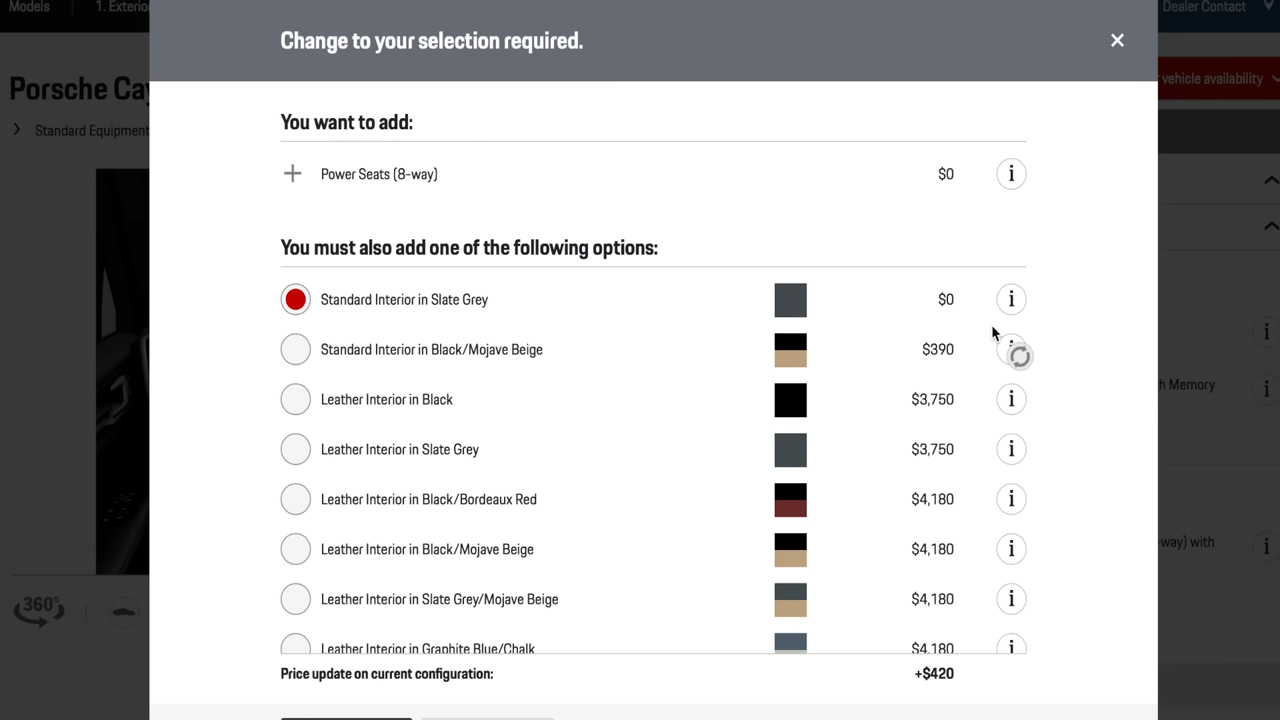 Models
1. Exterio
Dealer Contact
Change to your selection required.
Porsche Cay
vehicle availability
Standard Equipment
You want to add:
Power Seats (8-way) $0 i
You must also add one of the following options:
Standard Interior in Slate Grey $0 i
Standard Interior in Black/Mojave Beige $390 i
h Memory
Leather Interior in Black $3,750 i
Leather Interior in Slate Grey $3,750 i
Leather Interior in Black/Bordeaux Red $4,180 i
Leather Interior in Black/Mojave Beige $4,180 i
-way) with
Leather Interior in Slate Grey/Mojave Beige $4,180 i
360°
Leather Interior in Graphite Blue/Chalk $4,180 i
Price update on current configuration: +$420